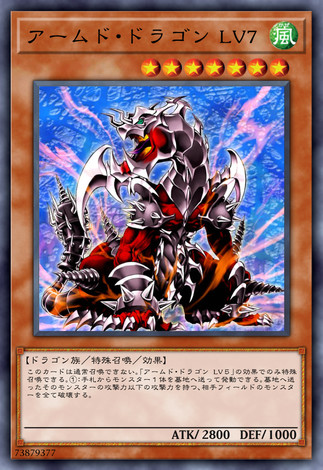 アームド・ドラゴン LV7
風
【ドラゴン族／特殊召喚／効果】
このカードは通常召喚できない。「アームド・ドラゴン LV5」の効果でのみ特
殊召喚できる。①：手札からモンスター１体を墓地へ送って発動できる。墓地へ送
ったそのモンスターの攻撃力以下の攻撃力を持つ、相手フィールドのモンスタ
ーを全て破壊する。
ATK/ 2800 DEF/1000
73879377